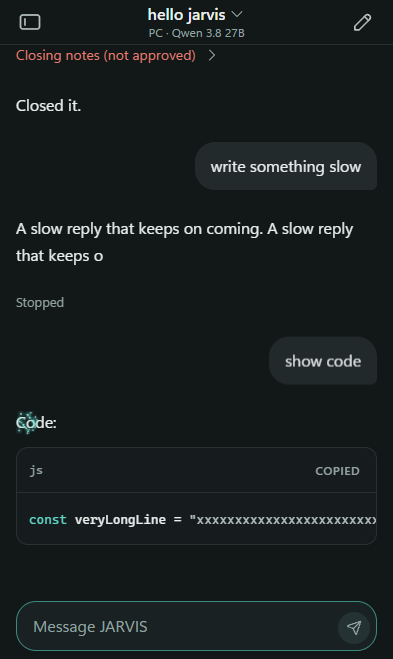 hello jarvis
PC · Qwen 3.8 27B
Closing notes (not approved)
Closed it.
write something slow
A slow reply that keeps on coming. A slow reply
that keeps o
Stopped
show code
Code:
js
COPIED
const veryLongLine = "xxxxxxxxxxxxxxxxxxxxxxxx
Message JARVIS